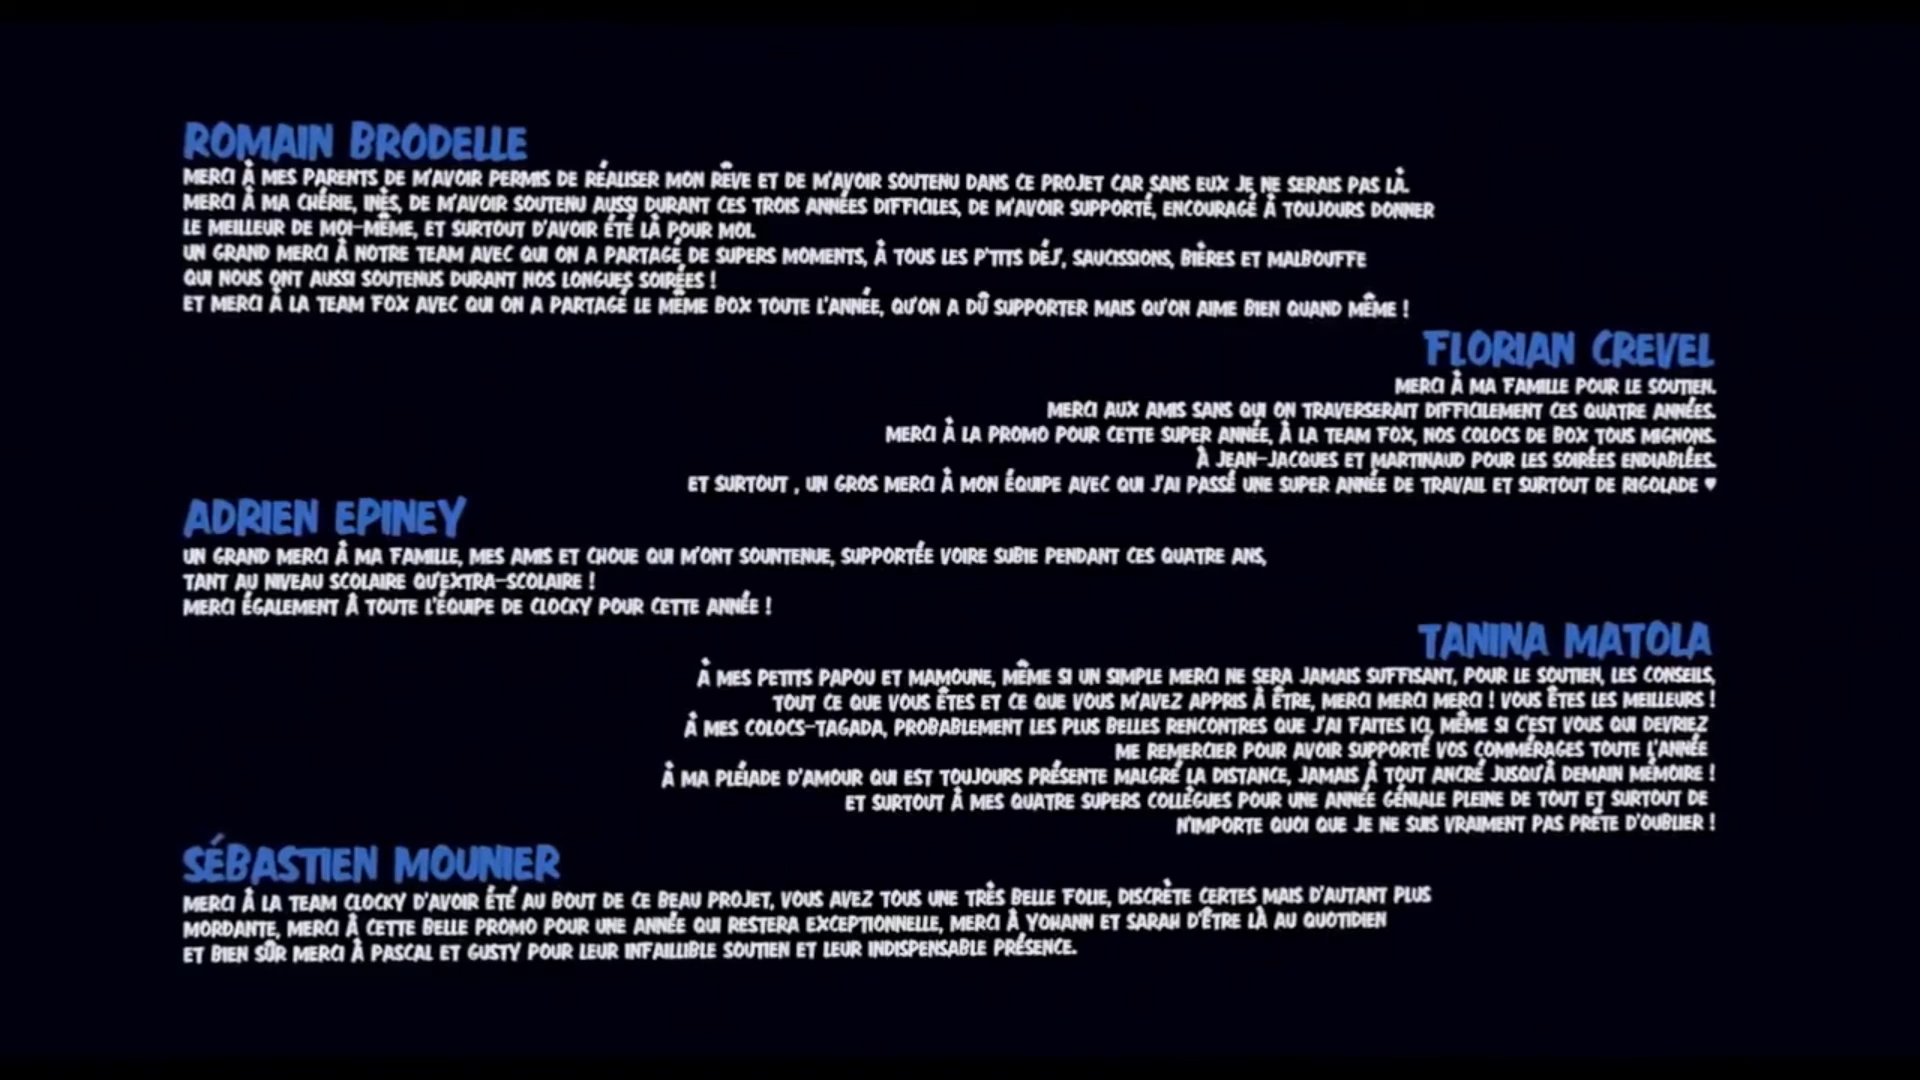 ROMAIN BRODELLE
MERCI À MES PARENTS DE M'AVOIR PERMIS DE RÉALISER MON RÊVE ET DE M'AVOIR SOUTENU DANS CE PROJET CAR SANS EUX JE NE SERAIS PAS LÀ.
MERCI À MA CHÉRIE, INÈS, DE M'AVOIR SOUTENU AUSSI DURANT CES TROIS ANNÉES DIFFICILES, DE M'AVOIR SUPPORTÉ, ENCOURAGÉ À TOUJOURS DONNER
LE MEILLEUR DE MOI-MÊME, ET SURTOUT D'AVOIR ÉTÉ LÀ POUR MOI.
UN GRAND MERCI À NOTRE TEAM AVEC QUI ON A PARTAGÉ DE SUPERS MOMENTS, À TOUS LES P'TITS DÉJ', SAUCISSIONS, BIÈRES ET MALBOUFFE
QUI NOUS ONT AUSSI SOUTENUS DURANT NOS LONGUES SOIRÉES !
ET MERCI À LA TEAM FOX AVEC QUI ON A PARTAGÉ LE MÊME BOX TOUTE L'ANNÉE, QU'ON A DÛ SUPPORTER MAIS QU'ON AIME BIEN QUAND MÊME !
FLORIAN CREVEL
MERCI À MA FAMILLE POUR LE SOUTIEN.
MERCI AUX AMIS SANS QUI ON TRAVERSERAIT DIFFICILEMENT CES QUATRE ANNÉES.
MERCI À LA PROMO POUR CETTE SUPER ANNÉE, À LA TEAM FOX, NOS COLOCS DE BOX TOUS MIGNONS.
À JEAN-JACQUES ET MARTINAUD POUR LES SOIRÉES ENDIABLÉES.
ET SURTOUT , UN GROS MERCI À MON ÉQUIPE AVEC QUI J'AI PASSÉ UNE SUPER ANNÉE DE TRAVAIL ET SURTOUT DE RIGOLADE ♥
ADRIEN EPINEY
UN GRAND MERCI À MA FAMILLE, MES AMIS ET CHOUE QUI M'ONT SOUNTENUE, SUPPORTÉE VOIRE SUBIE PENDANT CES QUATRE ANS,
TANT AU NIVEAU SCOLAIRE QU'EXTRA-SCOLAIRE !
MERCI ÉGALEMENT À TOUTE L'ÉQUIPE DE CLOCKY POUR CETTE ANNÉE !
TANINA MATOLA
À MES PETITS PAPOU ET MAMOUNE, MÊME SI UN SIMPLE MERCI NE SERA JAMAIS SUFFISANT, POUR LE SOUTIEN, LES CONSEILS,
TOUT CE QUE VOUS ÊTES ET CE QUE VOUS M'AVEZ APPRIS À ÊTRE, MERCI MERCI MERCI ! VOUS ÊTES LES MEILLEURS !
À MES COLOCS-TAGADA, PROBABLEMENT LES PLUS BELLES RENCONTRES QUE J'AI FAITES ICI, MÊME SI C'EST VOUS QUI DEVRIEZ
ME REMERCIER POUR AVOIR SUPPORTÉ VOS COMMÉRAGES TOUTE L'ANNÉE
À MA PLÉIADE D'AMOUR QUI EST TOUJOURS PRÉSENTE MALGRÉ LA DISTANCE, JAMAIS À TOUT ANCRÉ JUSQU'À DEMAIN MÉMOIRE !
ET SURTOUT À MES QUATRE SUPERS COLLÈGUES POUR UNE ANNÉE GÉNIALE PLEINE DE TOUT ET SURTOUT DE
N'IMPORTE QUOI QUE JE NE SUIS VRAIMENT PAS PRÊTE D'OUBLIER !
SÉBASTIEN MOUNIER
MERCI À LA TEAM CLOCKY D'AVOIR ÉTÉ AU BOUT DE CE BEAU PROJET, VOUS AVEZ TOUS UNE TRÈS BELLE FOLIE, DISCRÈTE CERTES MAIS D'AUTANT PLUS
MORDANTE, MERCI À CETTE BELLE PROMO POUR UNE ANNÉE QUI RESTERA EXCEPTIONNELLE, MERCI À YOHANN ET SARAH D'ÊTRE LÀ AU QUOTIDIEN
ET BIEN SÛR MERCI À PASCAL ET GUSTY POUR LEUR INFAILLIBLE SOUTIEN ET LEUR INDISPENSABLE PRÉSENCE.